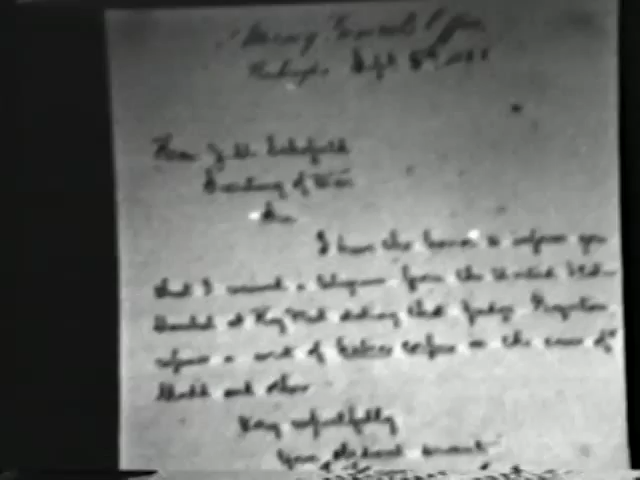 Attorney General's Office
Sept 8th
Hon J. M. Schofield
Secretary of War
Sir
I have the honor to inform you
that I received a telegram from the United States
Marshal at Key West stating that Judge Boynton
refuses a writ of habeas corpus in the case of
Mudd and others
Very respectfully
Your obedient servant